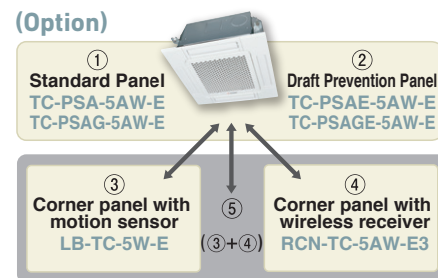 (Option)
①
Standard Panel
TC-PSA-5AW-E
TC-PSAG-5AW-E
②
Draft Prevention Panel
TC-PSAE-5AW-E
TC-PSAGE-5AW-E
③
Corner panel with
motion sensor
LB-TC-5W-E
⑤
(③+④)
④
Corner panel with
wireless receiver
RCN-TC-5AW-E3